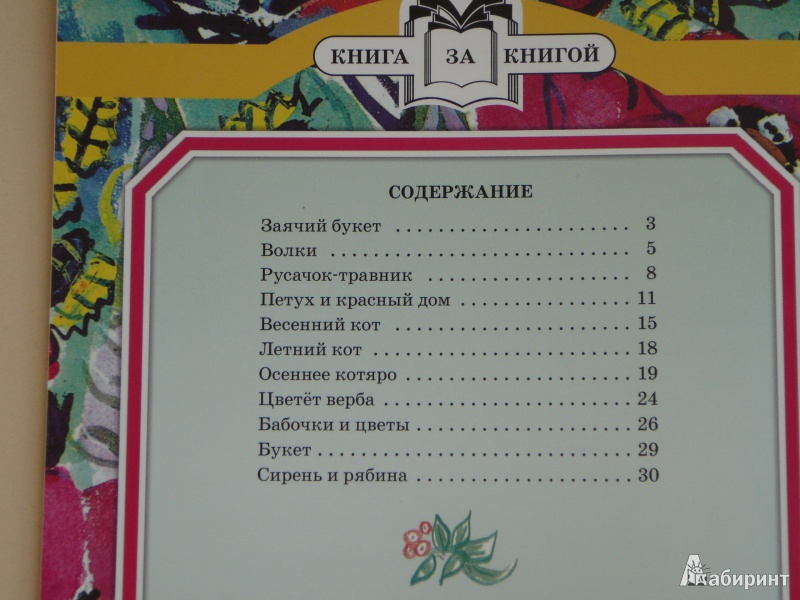 КНИГА ЗА КНИГОЙ
СОДЕРЖАНИЕ
Заячий букет ........................ 3
Волки ............................... 5
Русачок-травник ..................... 8
Петух и красный дом ................. 11
Весенний кот ........................ 15
Летний кот .......................... 18
Осеннее котяро ...................... 19
Цветёт верба ........................ 24
Бабочки и цветы ..................... 26
Букет ............................... 29
Сирень и рябина ..................... 30
Лабиринт